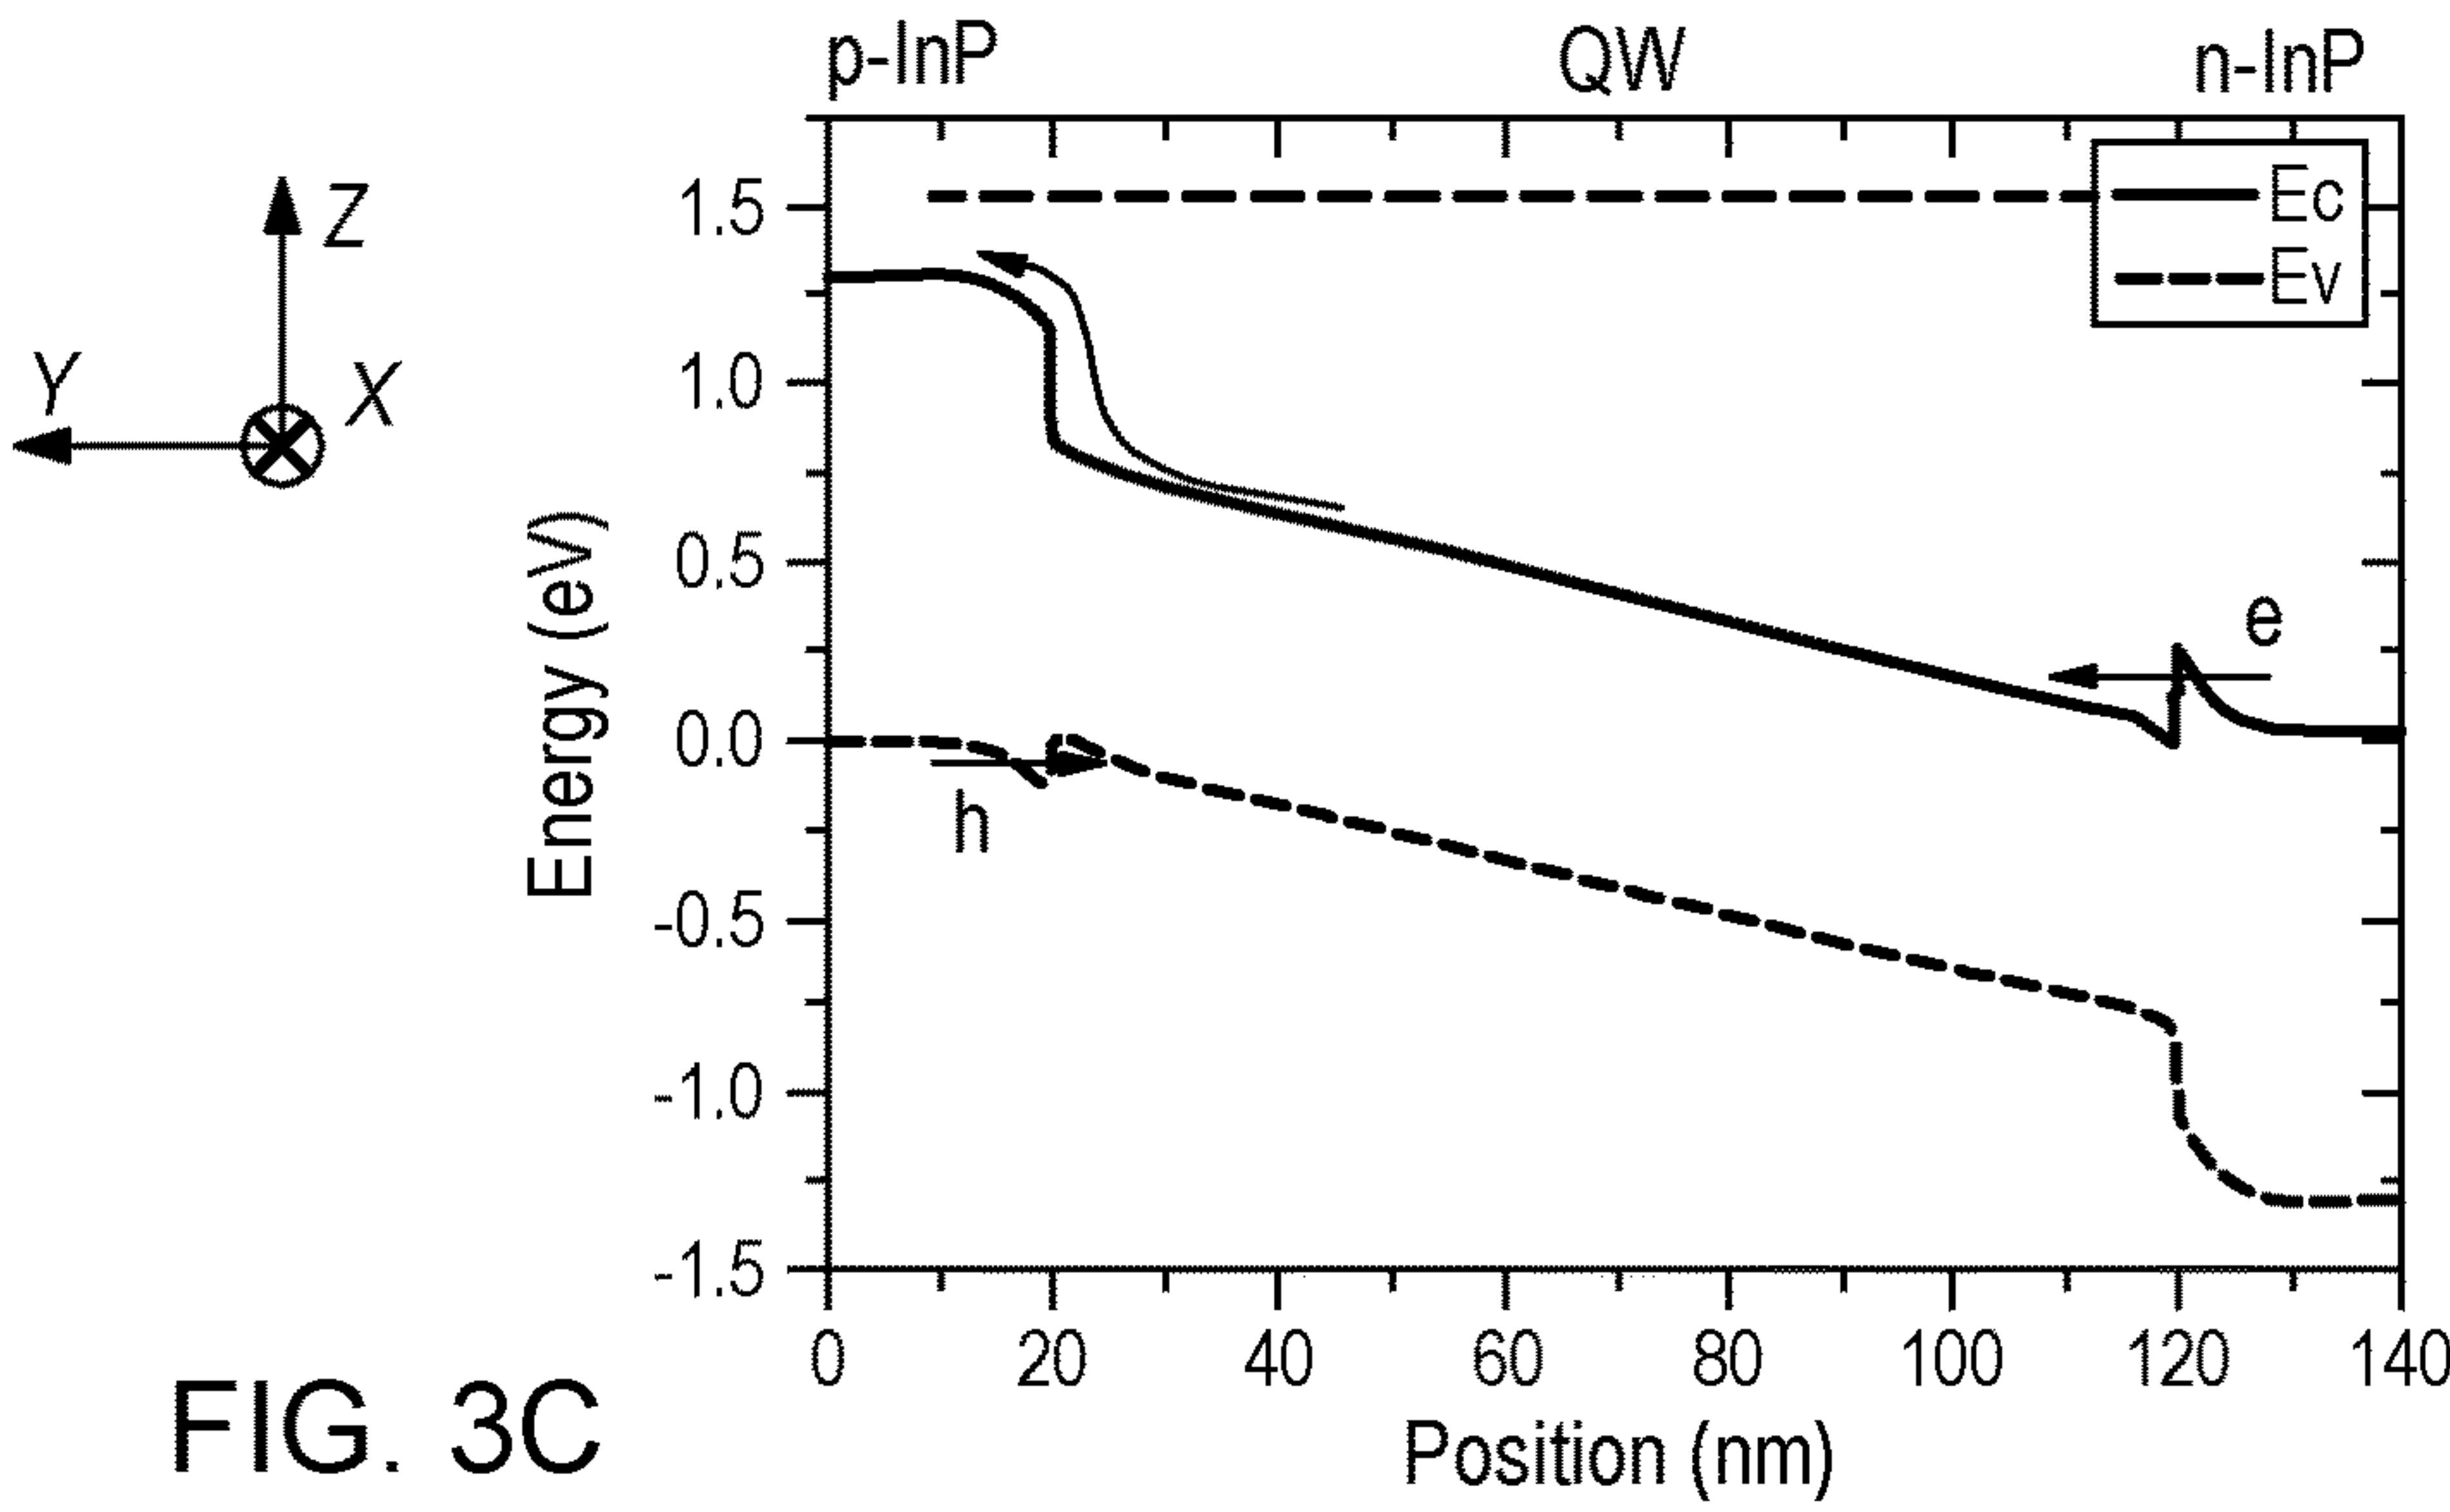 p-InP QW n-InP
Z
Y
X
Energy (eV)
1.5
1.0
0.5
0.0
-0.5
-1.0
-1.5
Ec
Ev
e
h
0 20 40 60 80 100 120 140
Position (nm)
FIG. 3C